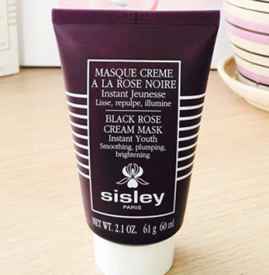 MASQUE CREME
A LA ROSE NOIRE
Instant Jeunesse
Lisse, repulpe, illumine
BLACK ROSE
CREAM MASK
Instant Youth
Smoothing, plumping,
brightening
sisley
PARIS
NET WT. 2.1 OZ. 61 g 60 ml